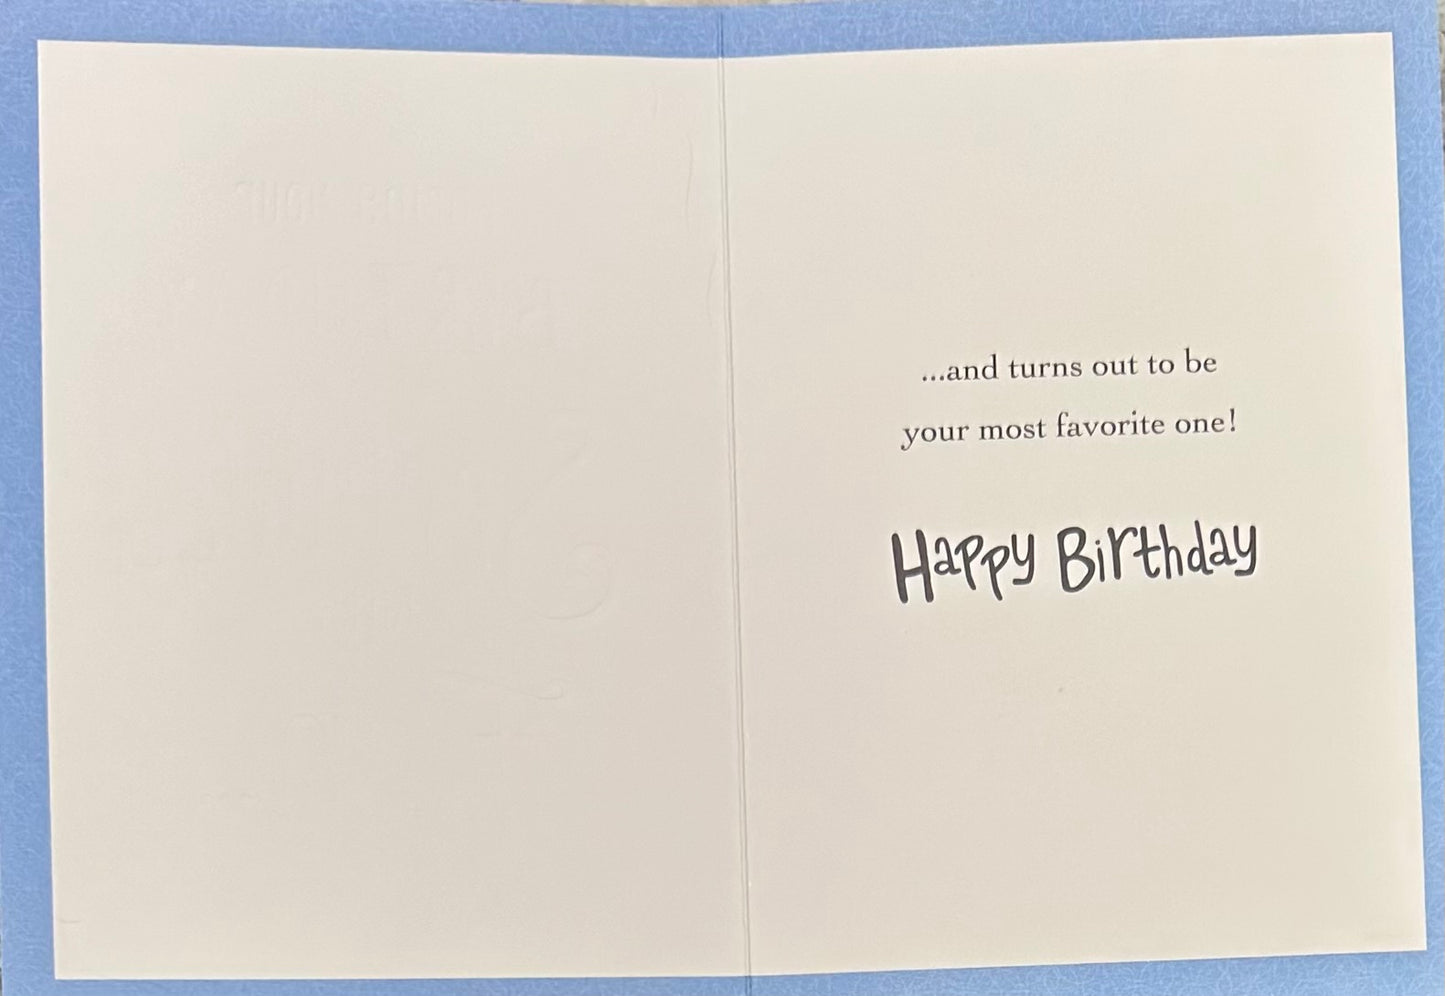 ...and turns out to be
your most favorite one!
Happy Birthday